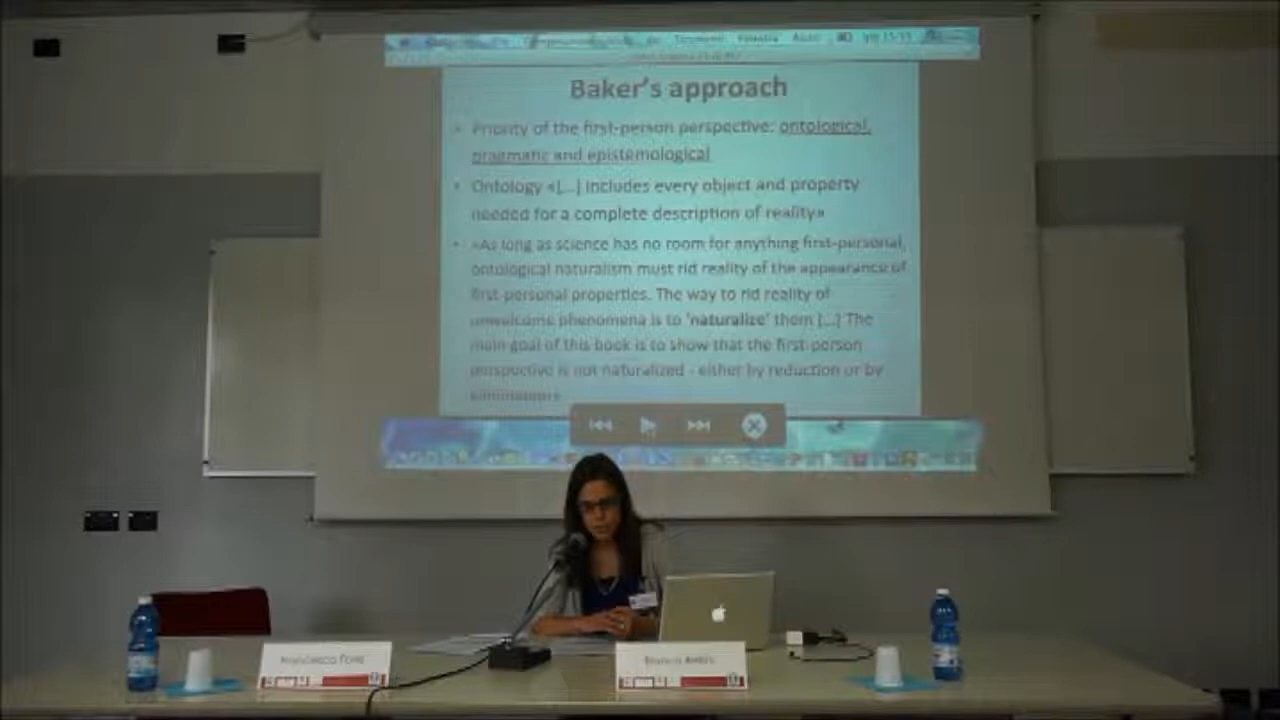 Baker's approach
• Priority of the first-person perspective: ontological,
pragmatic and epistemological
• Ontology «[...] includes every object and property
needed for a complete description of reality»
• «As long as science has no room for anything first-personal,
ontological naturalism must rid reality of the appearance of
first-personal properties. The way to rid reality of
unwelcome phenomena is to 'naturalize' them [...] The
main goal of this book is to show that the first-person
perspective is not naturalized - either by reduction or by
elimination»
Francesca